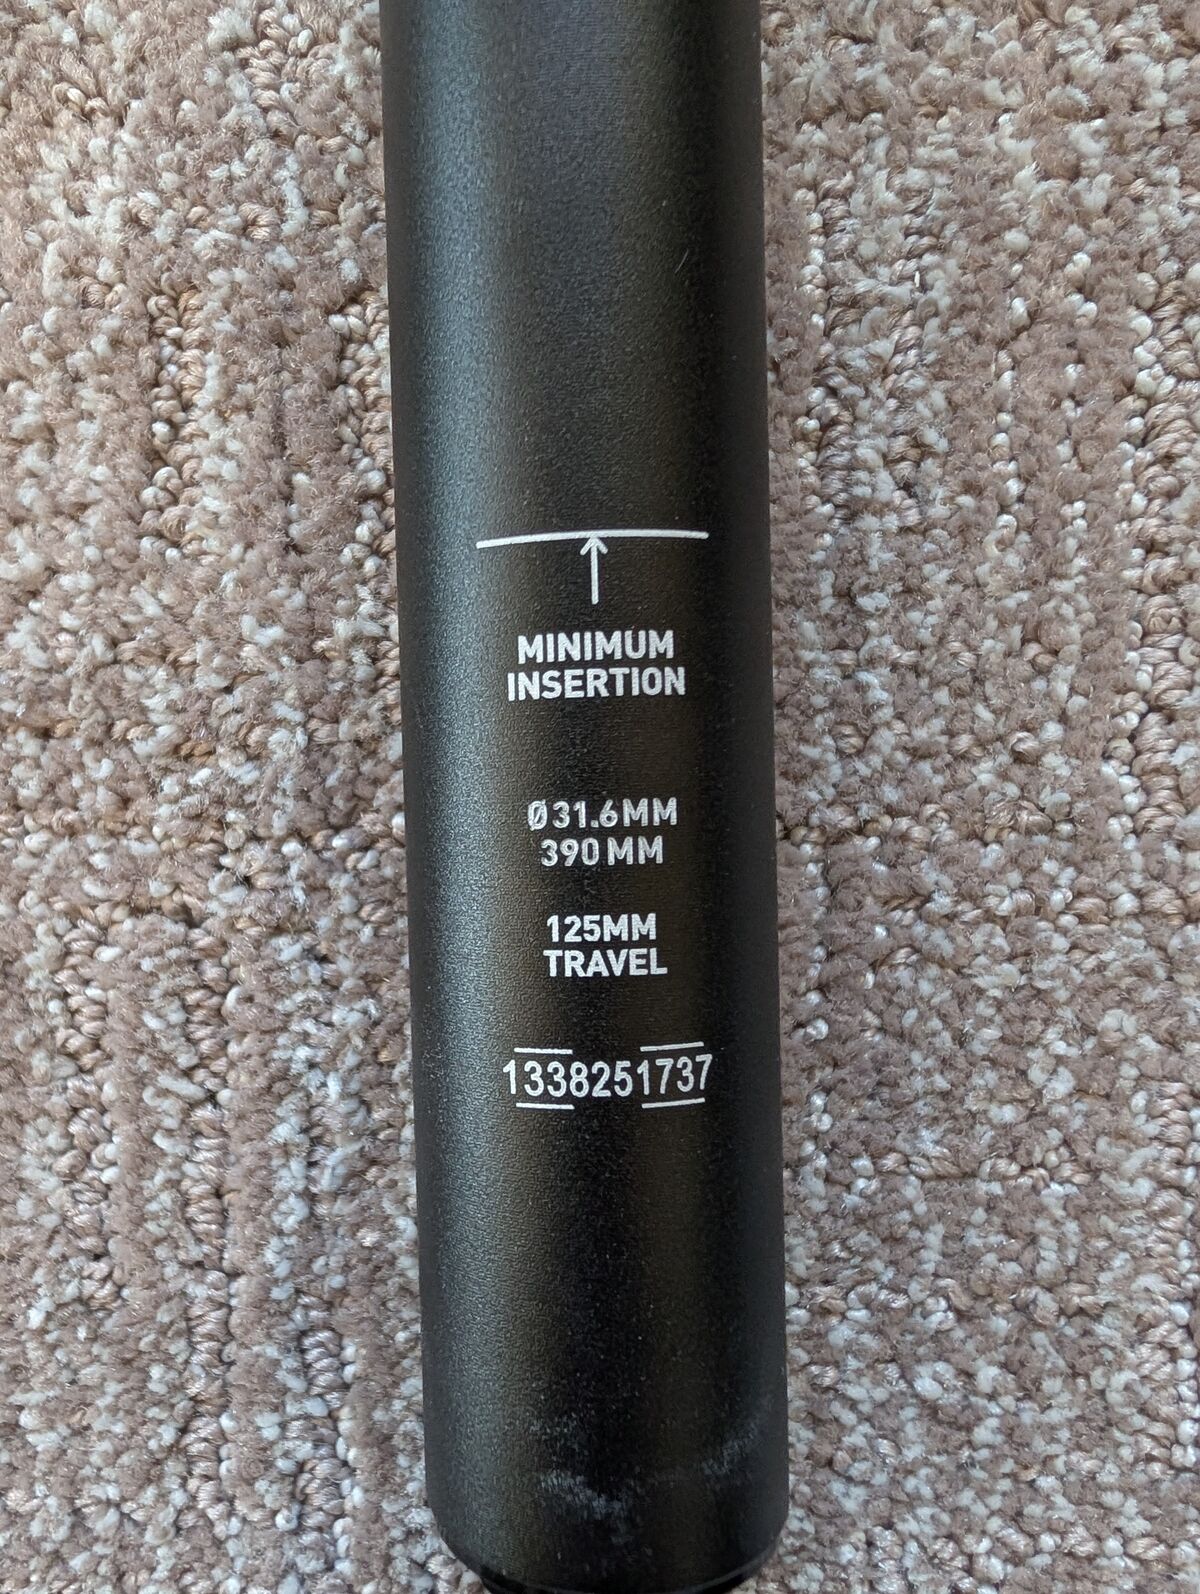 MINIMUM
INSERTION
Ø31.6MM
390MM
125MM
TRAVEL
1338251737